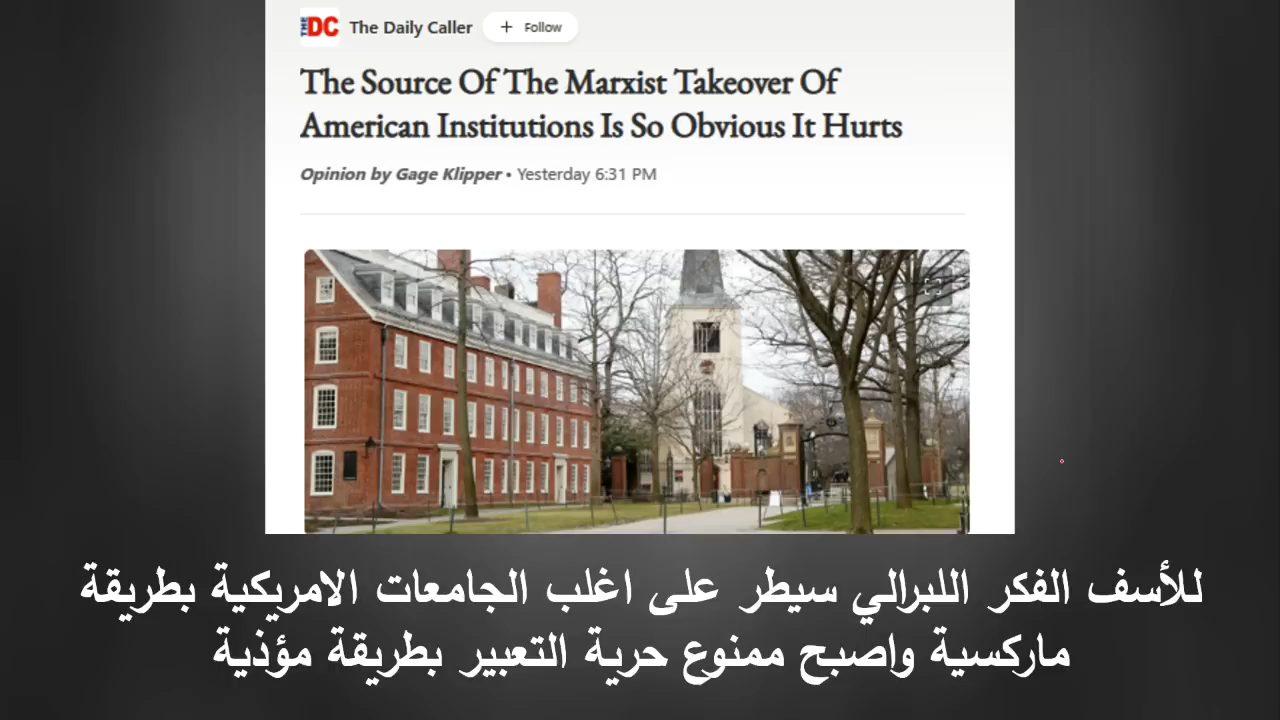 THE DC The Daily Caller + Follow
The Source Of The Marxist Takeover Of
American Institutions Is So Obvious It Hurts
Opinion by Gage Klipper • Yesterday 6:31 PM
للأسف الفكر اللبرالي سيطر على اغلب الجامعات الامريكية بطريقة
ماركسية واصبح ممنوع حرية التعبير بطريقة مؤذية